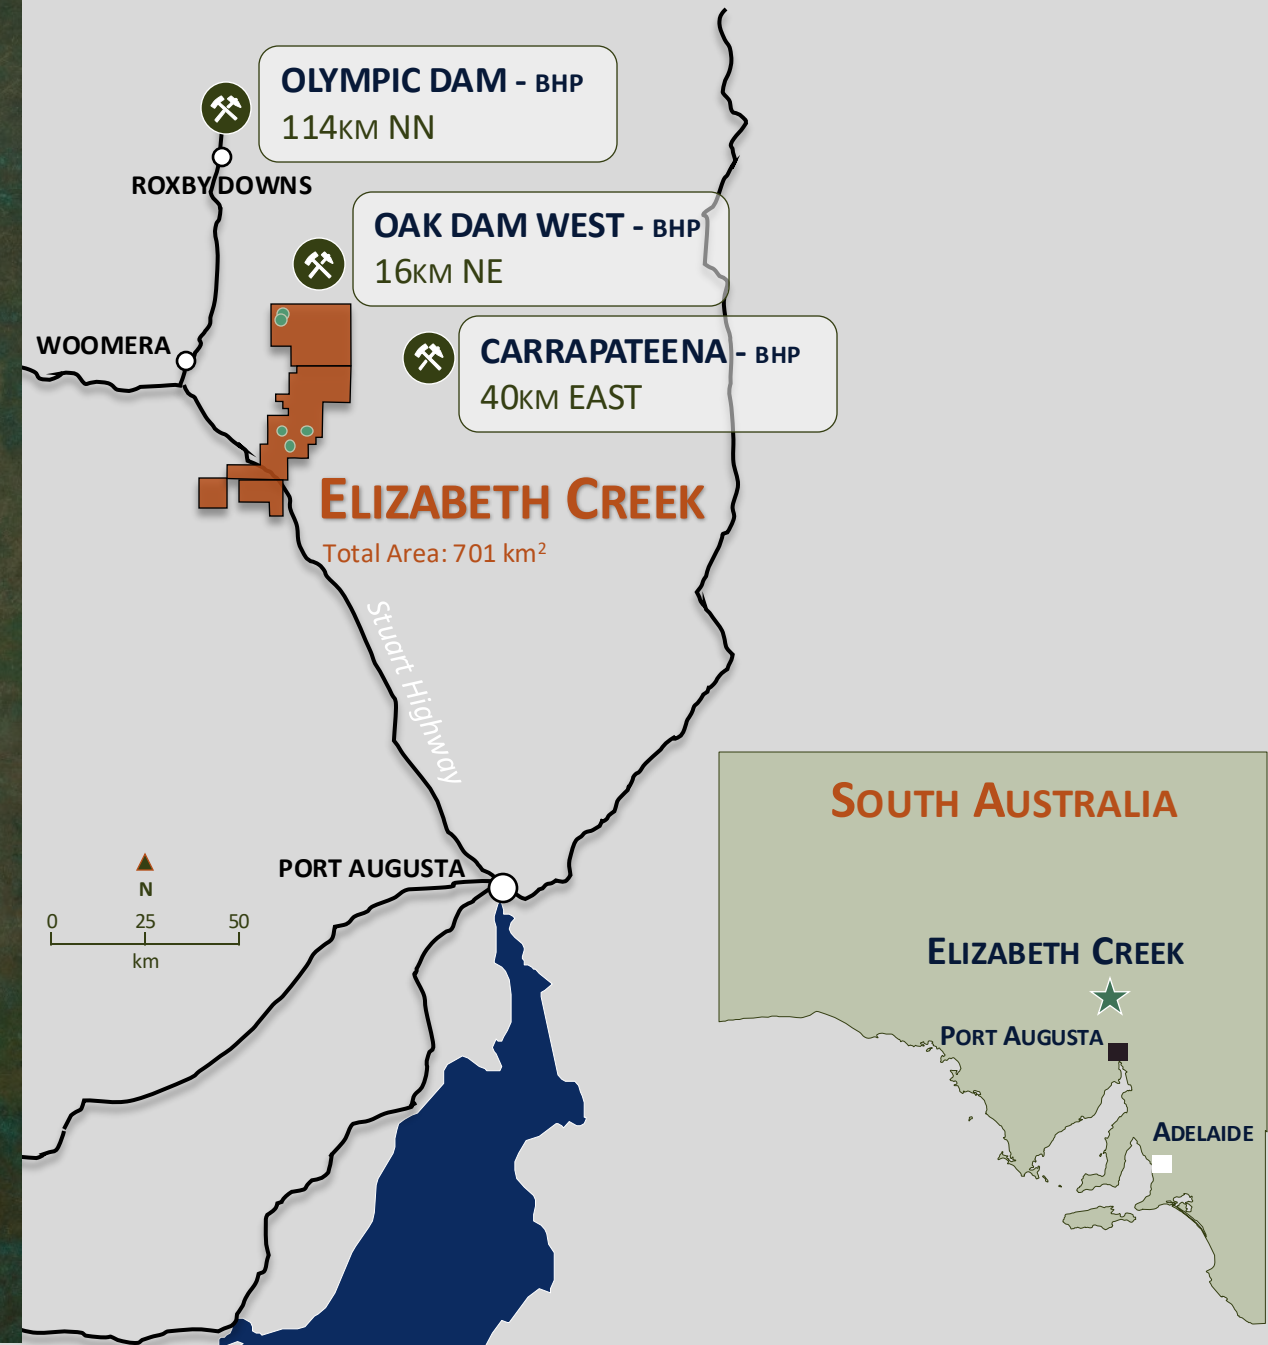 OLYMPIC DAM - BHP
114KM NN
ROXBY DOWNS
OAK DAM WEST - BHP
16KM NE
WOOMERA
CARRAPATEENA - BHP
40KM EAST
ELIZABETH CREEK
Total Area: 701 km²
Stuart Highway
PORT AUGUSTA
N
0 25 50
km
SOUTH AUSTRALIA
ELIZABETH CREEK
PORT AUGUSTA
ADELAIDE